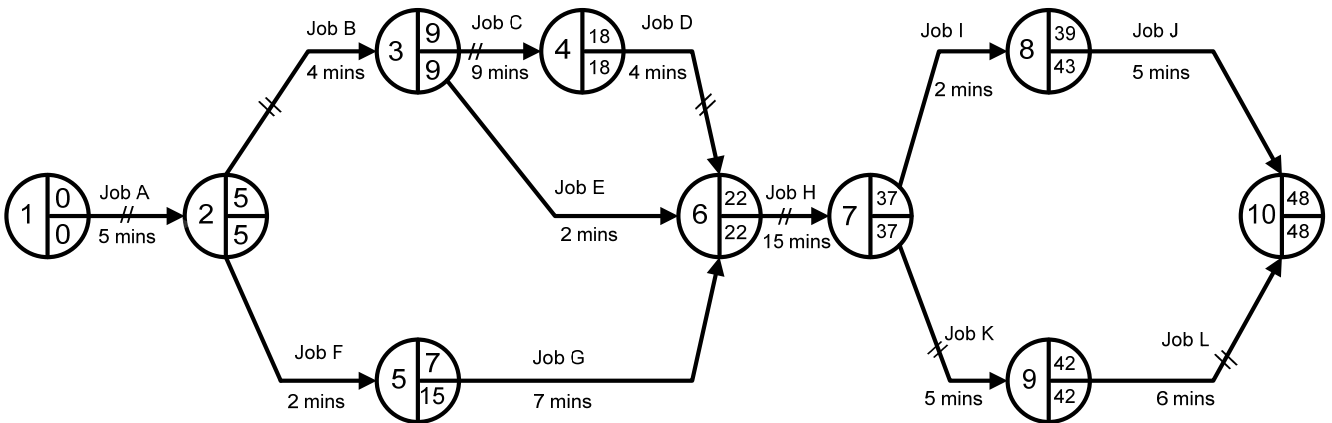 Job B
4 mins
3
9
9
Job C
9 mins
4
18
18
Job D
4 mins
Job I
2 mins
8
39
43
Job J
5 mins
1
0
0
Job A
5 mins
2
5
5
Job E
2 mins
6
22
22
Job H
15 mins
7
37
37
10
48
48
Job F
2 mins
5
7
15
Job G
7 mins
Job K
5 mins
9
42
42
Job L
6 mins